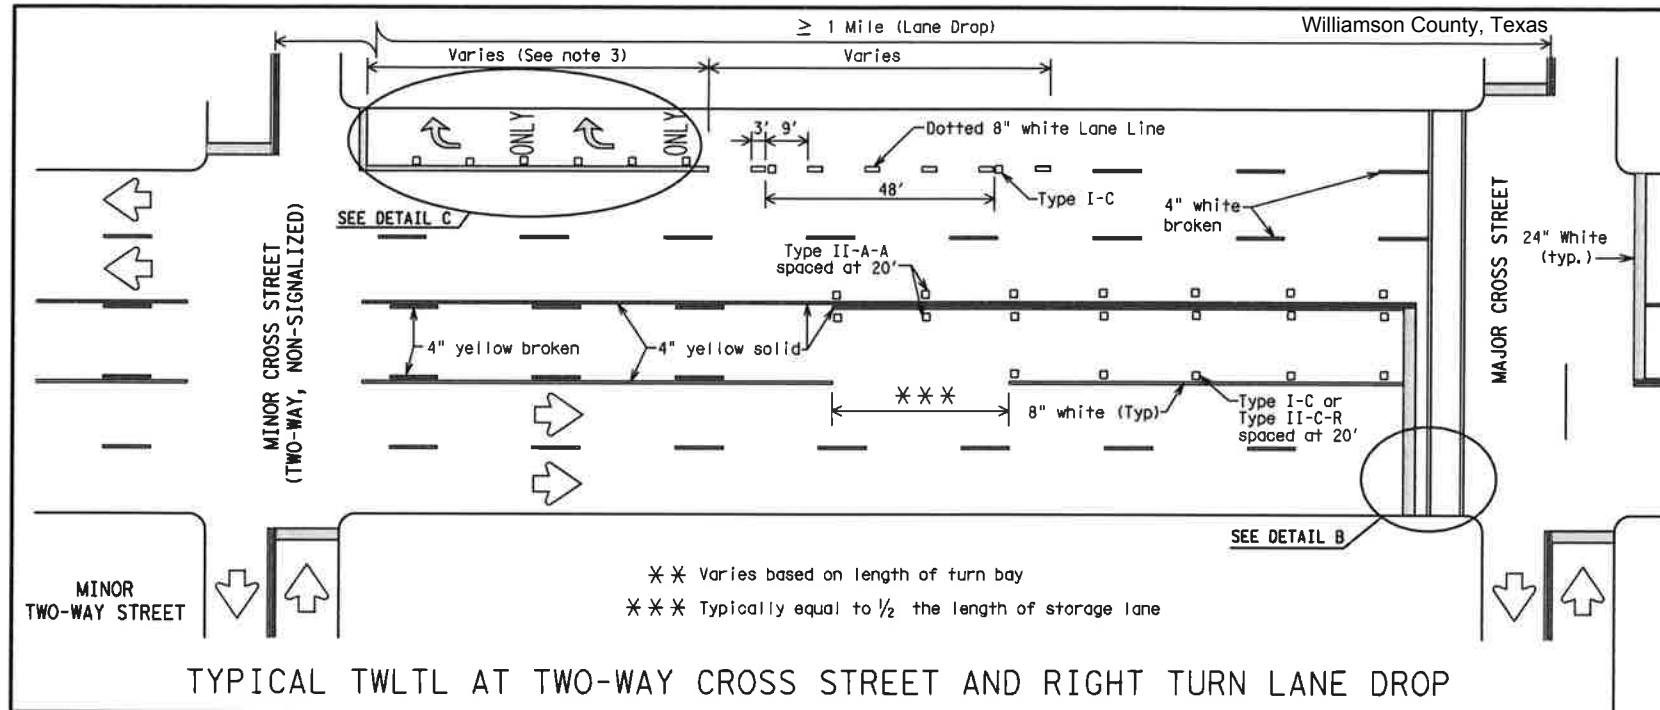 ≥ 1 Mile (Lane Drop)
Williamson County, Texas
Varies (See note 3)
Varies
ONLY
ONLY
3'
9'
Dotted 8" white Lane Line
48'
Type I-C
SEE DETAIL C
4" white
broken
24" White
(typ.)
MINOR CROSS STREET
(TWO-WAY, NON-SIGNALIZED)
MAJOR CROSS STREET
Type II-A-A
spaced at 20'
4" yellow broken
4" yellow solid
***
8" white (Typ)
Type I-C or
Type II-C-R
spaced at 20'
SEE DETAIL B
MINOR
TWO-WAY STREET
** Varies based on length of turn bay
*** Typically equal to ½ the length of storage lane
TYPICAL TWLTL AT TWO-WAY CROSS STREET AND RIGHT TURN LANE DROP